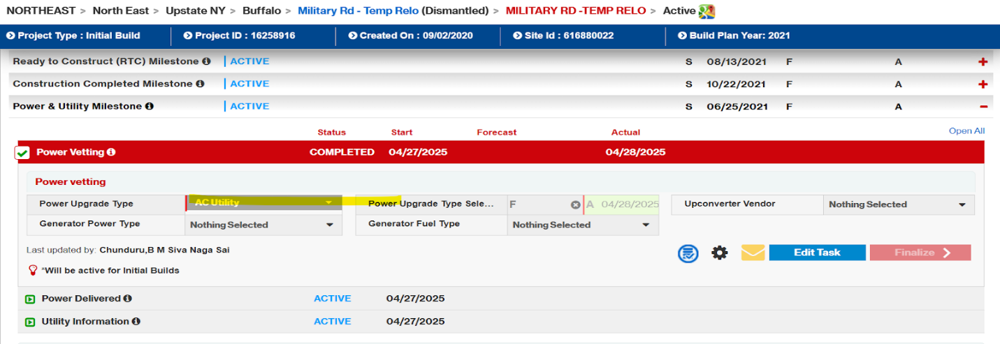 NORTHEAST > North East > Upstate NY > Buffalo > Military Rd - Temp Relo (Dismantled) > MILITARY RD -TEMP RELO > Active
Project Type : Initial Build Project ID : 16258916 Created On : 09/02/2020 Site Id : 616880022 Build Plan Year: 2021
Ready to Construct (RTC) Milestone ACTIVE S 08/13/2021 F A
Construction Completed Milestone ACTIVE S 10/22/2021 F A
Power & Utility Milestone ACTIVE S 06/25/2021 F A
Status Start Forecast Actual Open All
Power Vetting COMPLETED 04/27/2025 04/28/2025
Power vetting
Power Upgrade Type AC Utility Power Upgrade Type Sele... F A 04/28/2025 Upconverter Vendor Nothing Selected
Generator Power Type Nothing Selected Generator Fuel Type Nothing Selected
Last updated by: Chunduru,B M Siva Naga Sai
Edit Task Finalize
*Will be active for Initial Builds
Power Delivered ACTIVE 04/27/2025
Utility Information ACTIVE 04/27/2025